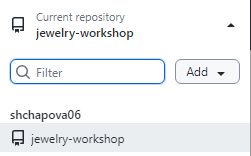 Current repository
jewelry-workshop
Filter
Add
shchapova06
jewelry-workshop